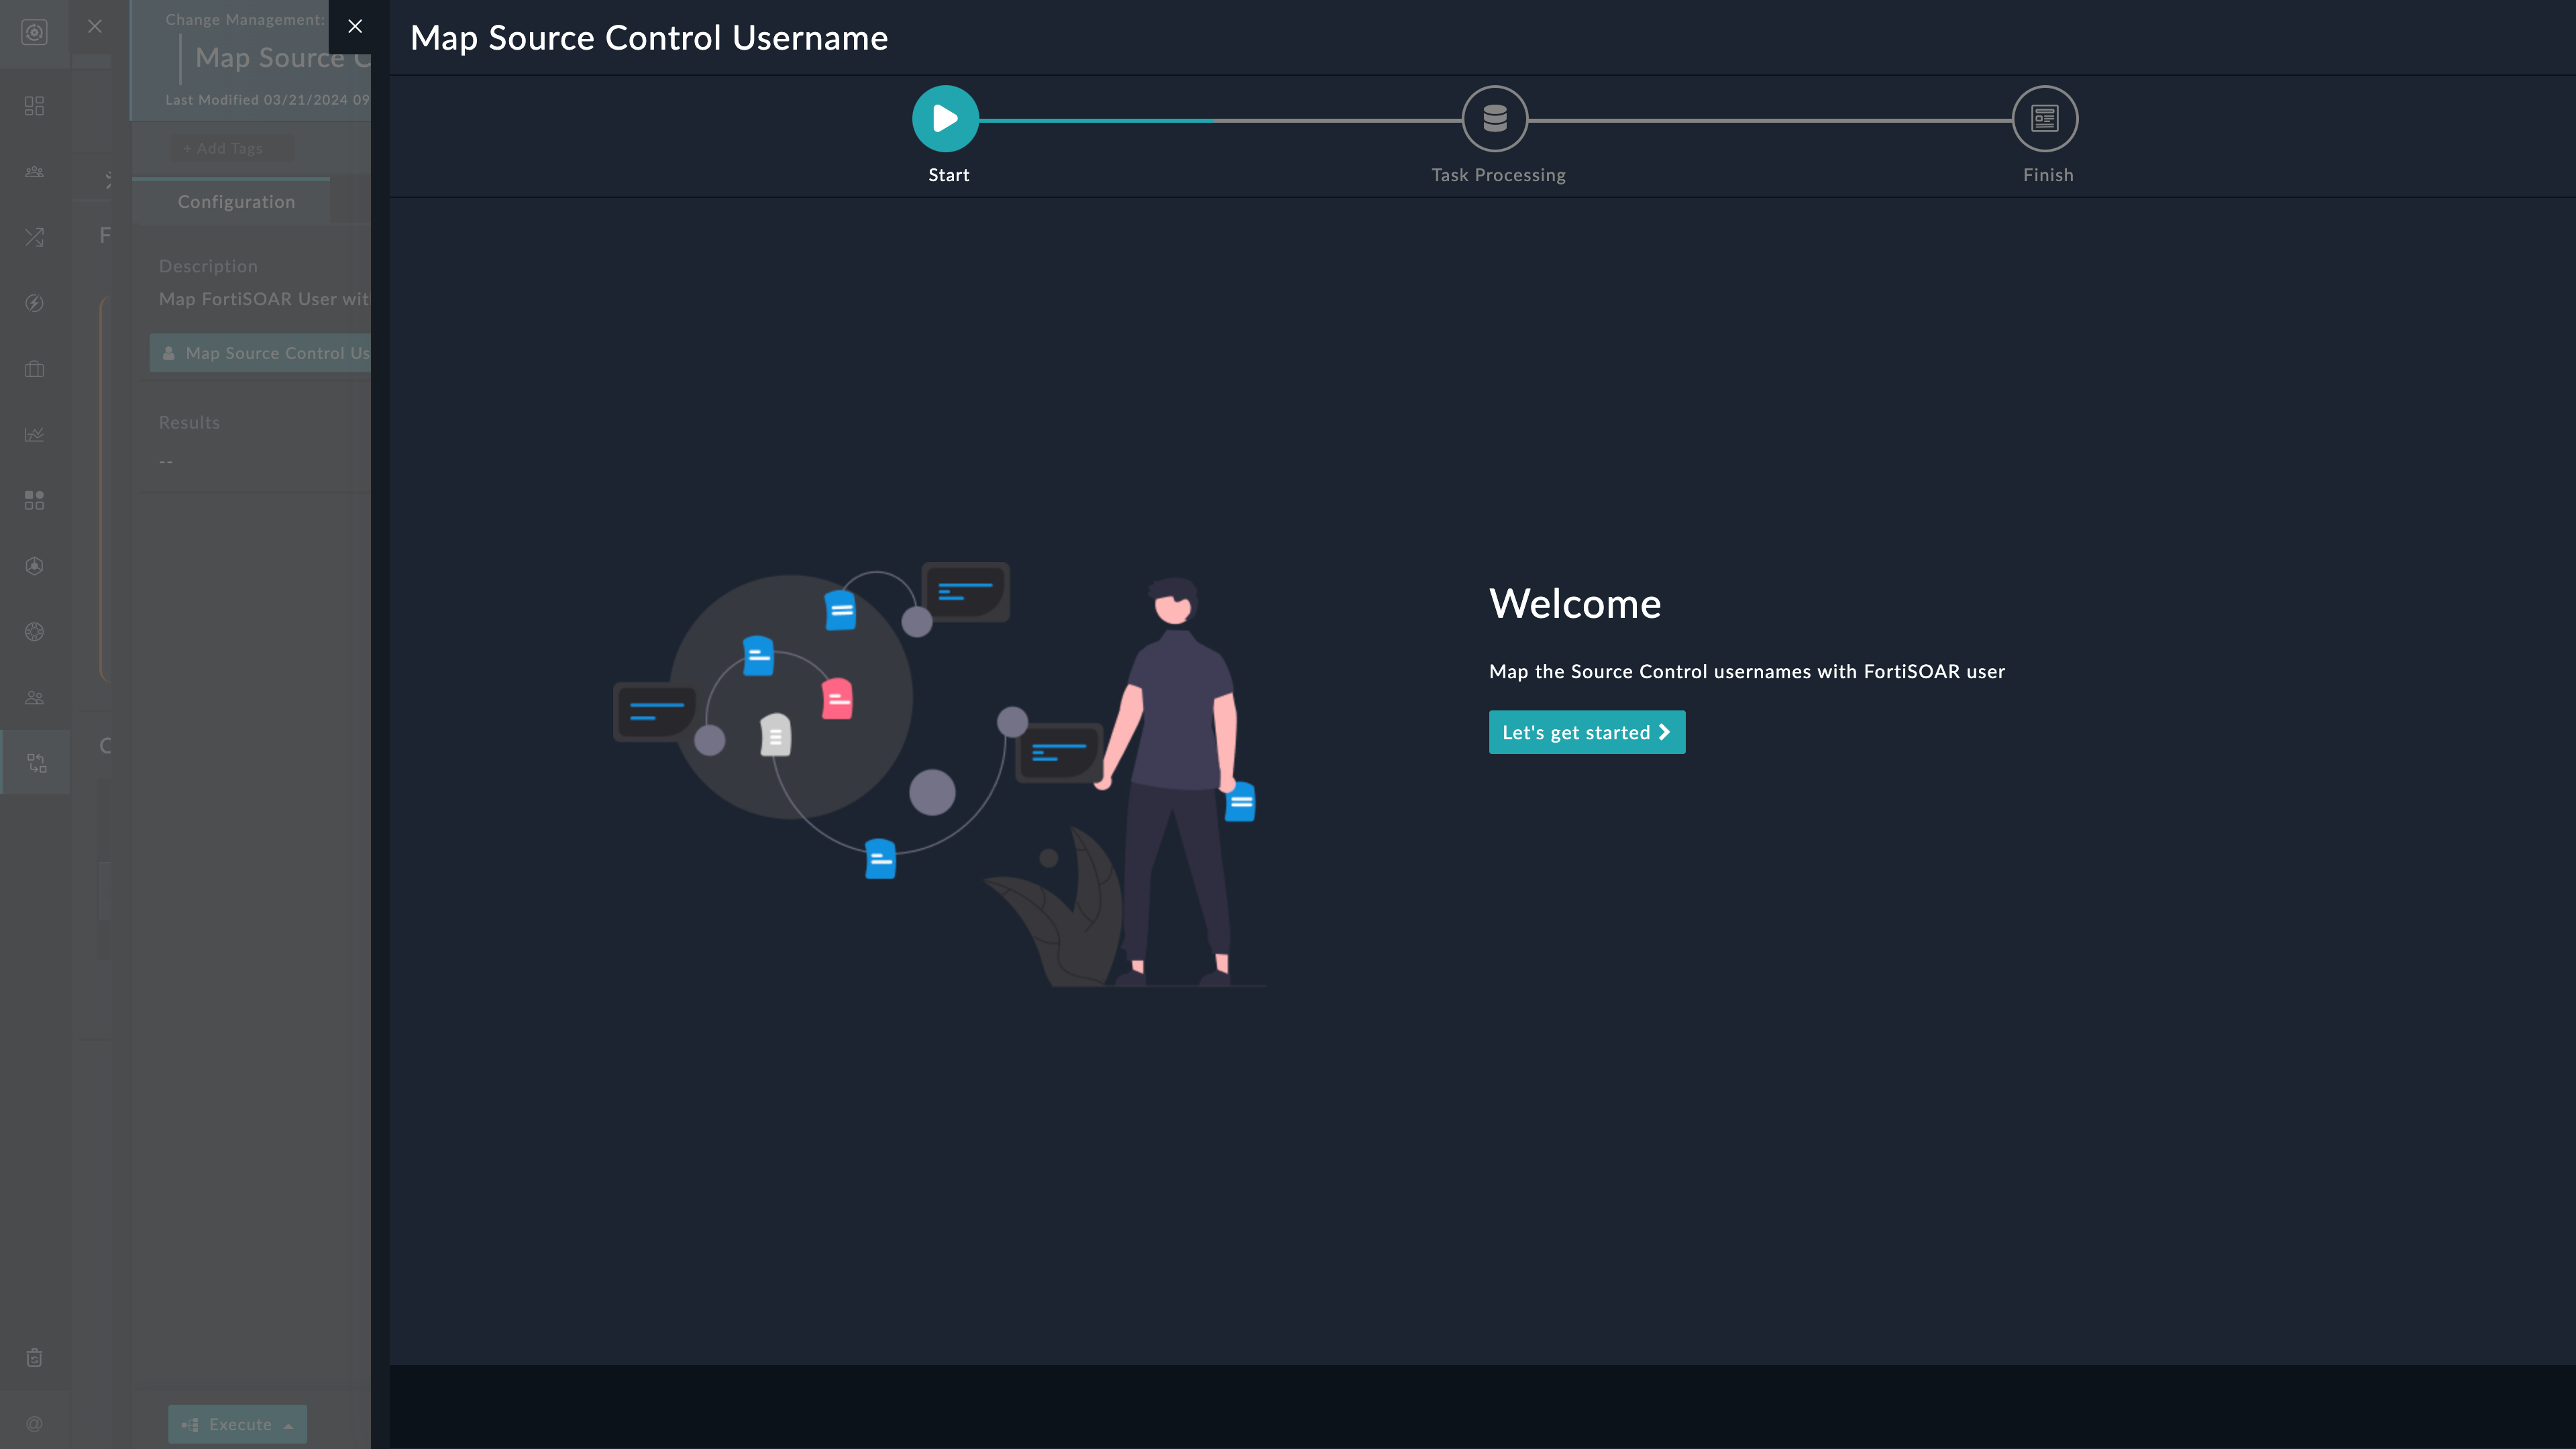 Change Management:
Map Source C
Last Modified 03/21/2024 09
+ Add Tags
Configuration
F
Description
Map FortiSOAR User wit
Map Source Control Us
Results
--
C
Execute
@
Map Source Control Username
Start
Task Processing
Finish
Welcome
Map the Source Control usernames with FortiSOAR user
Let's get started